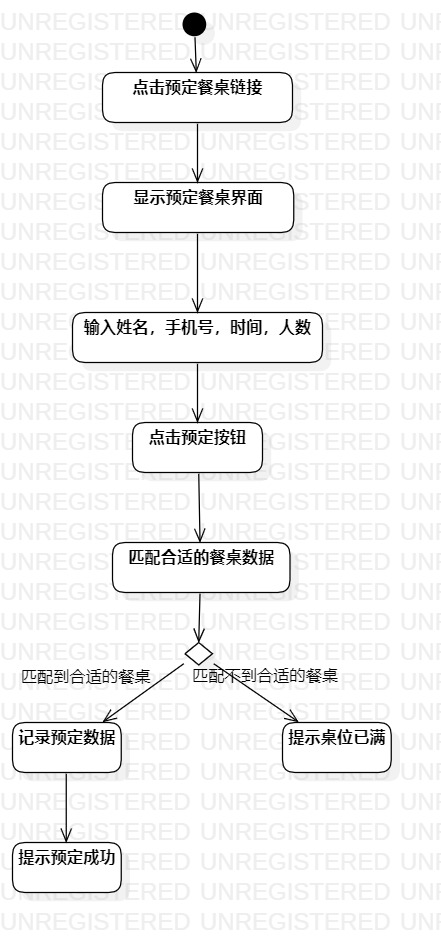 点击预定餐桌链接
显示预定餐桌界面
输入姓名，手机号，时间，人数
点击预定按钮
匹配合适的餐桌数据
匹配到合适的餐桌
匹配不到合适的餐桌
记录预定数据
提示桌位已满
提示预定成功
UNREGISTERED